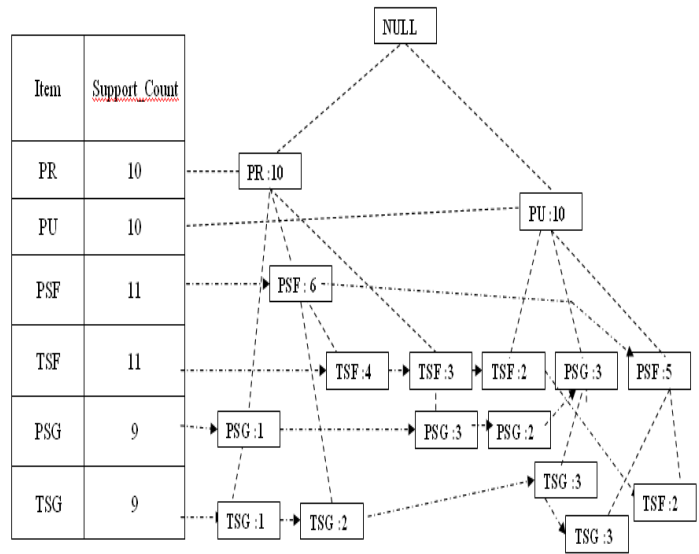 NULL
Item Support_Count
PR 10
PU 10
PSF 11
TSF 11
PSG 9
TSG 9
PR :10
PU :10
PSF : 6
TSF :4
TSF :3
TSF :2
PSG :3
PSF :5
PSG :1
PSG :3
PSG :2
TSG :3
TSF :2
TSG :1
TSG :2
TSG :3